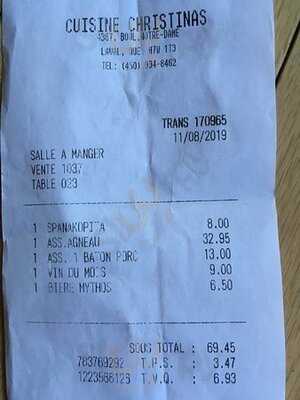 CUISINE CHRISTINAS
4387, BOUL.NOTRE-DAME
LAVAL, QUE. H7W 1T3
TEL: (450) 934-8462
TRANS 170965
11/08/2019
SALLE A MANGER
VENTE 1037
TABLE 023
1 SPANAKOPITA 8.00
1 ASS.AGNEAU 32.95
1 ASS. 1 BATON PORC 13.00
1 VIN DU MOIS 9.00
1 BIERE MYTHOS 6.50
SOUS TOTAL : 69.45
783769292 T.P.S. : 3.47
1223566126 T.V.Q. : 6.93